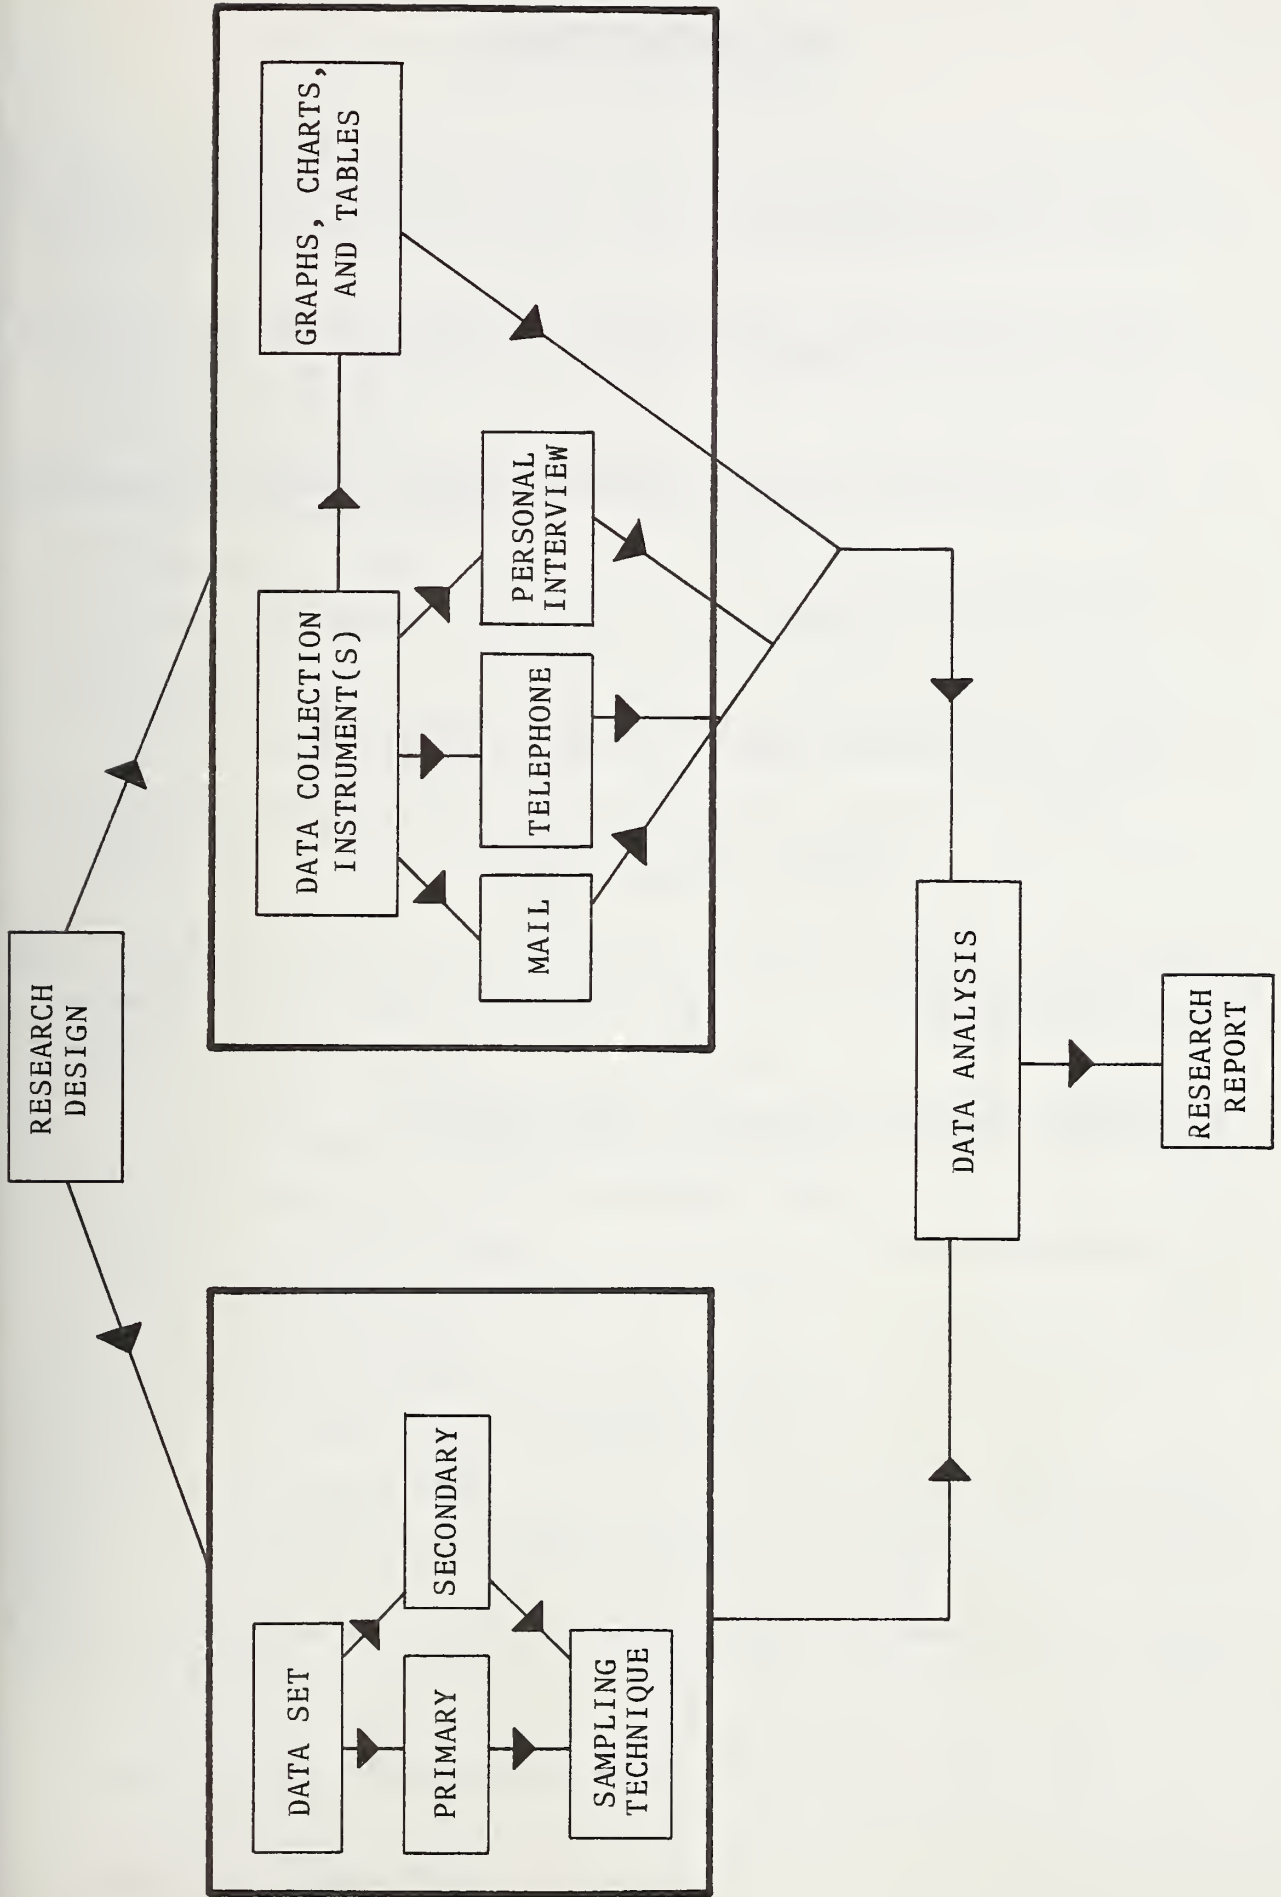 RESEARCH
DESIGN
DATA SET
PRIMARY
SECONDARY
SAMPLING
TECHNIQUE
DATA COLLECTION
INSTRUMENT(S)
GRAPHS, CHARTS,
AND TABLES
MAIL
TELEPHONE
PERSONAL
INTERVIEW
DATA ANALYSIS
RESEARCH
REPORT